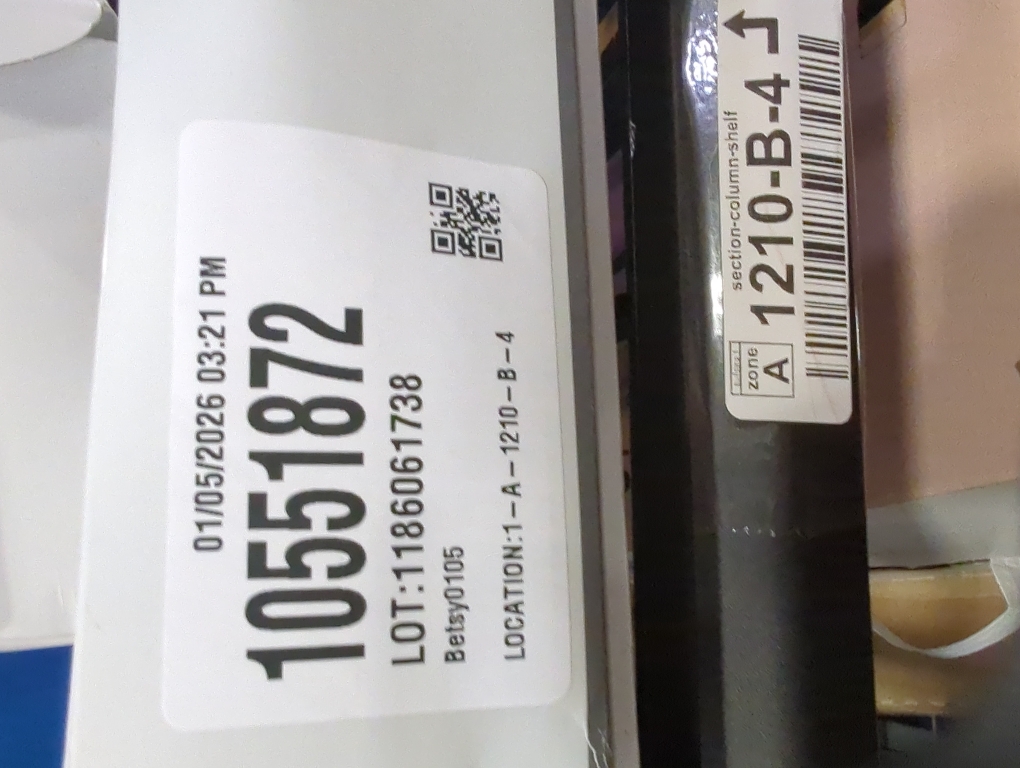 01/05/2026 03:21 PM
10551872
LOT:1186061738
Betsy0105
LOCATION:1-A-1210-B-4
section-column-shelf
zone
A
1210-B-4